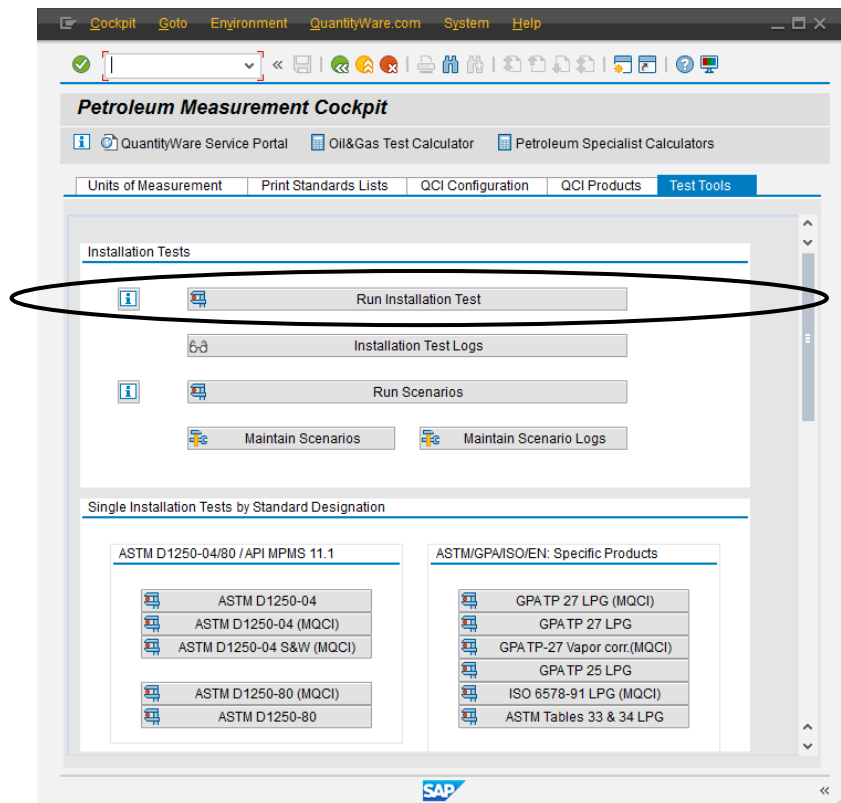 Cockpit Goto Environment QuantityWare.com System Help
Petroleum Measurement Cockpit
QuantityWare Service Portal Oil&Gas Test Calculator Petroleum Specialist Calculators
Units of Measurement Print Standards Lists QCI Configuration QCI Products Test Tools
Installation Tests
Run Installation Test
Installation Test Logs
Run Scenarios
Maintain Scenarios Maintain Scenario Logs
Single Installation Tests by Standard Designation
ASTM D1250-04/80 / API MPMS 11.1
ASTM D1250-04
ASTM D1250-04 (MQCI)
ASTM D1250-04 S&W (MQCI)
ASTM D1250-80 (MQCI)
ASTM D1250-80
ASTM/GPA/ISO/EN: Specific Products
GPA TP 27 LPG (MQCI)
GPA TP 27 LPG
GPA TP-27 Vapor corr.(MQCI)
GPA TP 25 LPG
ISO 6578-91 LPG (MQCI)
ASTM Tables 33 & 34 LPG
SAP